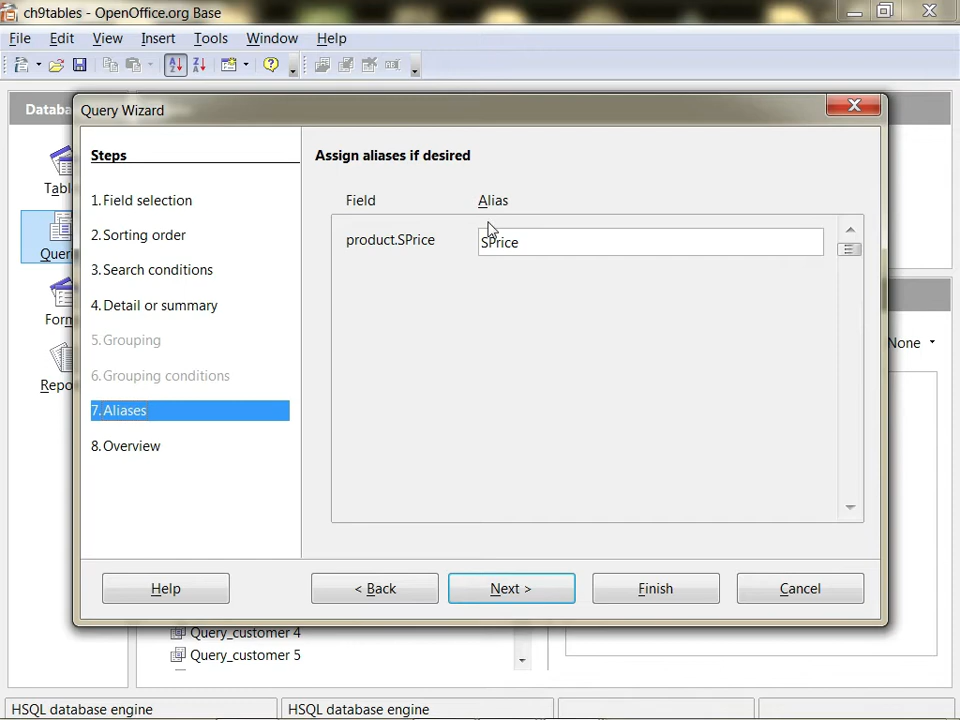 ch9tables - OpenOffice.org Base
File Edit View Insert Tools Window Help
Databa
Query Wizard
Steps
1.Field selection
2.Sorting order
3.Search conditions
4.Detail or summary
5.Grouping
6.Grouping conditions
7.Aliases
8.Overview
Assign aliases if desired
Field Alias
product.SPrice SPrice
Help < Back Next > Finish Cancel
Tabl
Quer
Form
Repo
None
Query_customer 4
Query_customer 5
HSQL database engine HSQL database engine